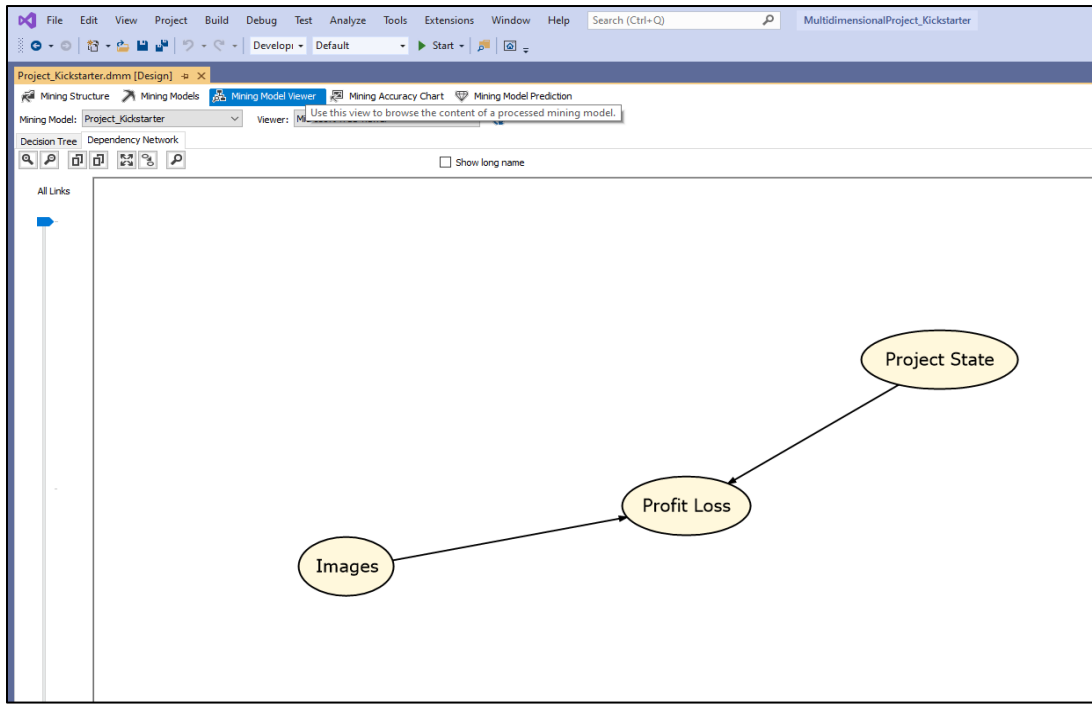 File Edit View Project Build Debug Test Analyze Tools Extensions Window Help Search (Ctrl+Q) MultidimensionalProject_Kickstarter
Develop Default Start
Project_Kickstarter.dmm [Design]
Mining Structure Mining Models Mining Model Viewer Mining Accuracy Chart Mining Model Prediction
Mining Model: Project_Kickstarter Viewer: Use this view to browse the content of a processed mining model.
Decision Tree Dependency Network
Show long name
All Links
Project State
Profit Loss
Images